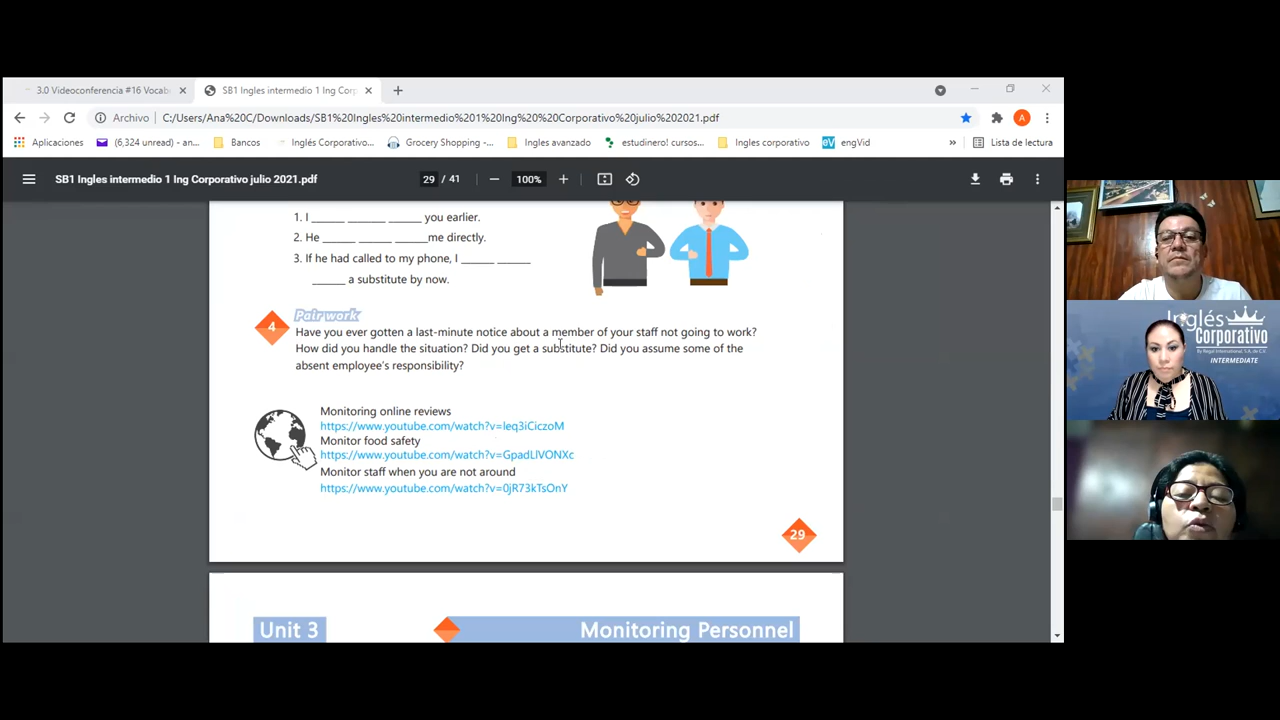 3.0 Videoconferencia #16 Vocab
SB1 Ingles intermedio 1 Ing Corp
Archivo
C:/Users/Ana%20C/Downloads/SB1%20Ingles%20intermedio%201%20Ing%20%20Corporativo%20julio%202021.pdf
A
Aplicaciones
(6,324 unread) - an...
Bancos
Inglés Corporativo...
Grocery Shopping -...
Ingles avanzado
estudinero! cursos...
Ingles corporativo
eV engVid
»
Lista de lectura
SB1 Ingles intermedio 1 Ing Corporativo julio 2021.pdf
29 / 41
100%
1. I ______ _______ ______ you earlier.
2. He ______ ______ ______me directly.
3. If he had called to my phone, I ______ ______
______ a substitute by now.
4
Pair work
Have you ever gotten a last-minute notice about a member of your staff not going to work?
How did you handle the situation? Did you get a substitute? Did you assume some of the
absent employee's responsibility?
Monitoring online reviews
https://www.youtube.com/watch?v=leq3iCiczoM
Monitor food safety
https://www.youtube.com/watch?v=GpadLlVONXc
Monitor staff when you are not around
https://www.youtube.com/watch?v=0jR73kTsOnY
29
Unit 3
Monitoring Personnel
Inglés
Corporativo
By Regal International, S.A. de C.V.
INTERMEDIATE